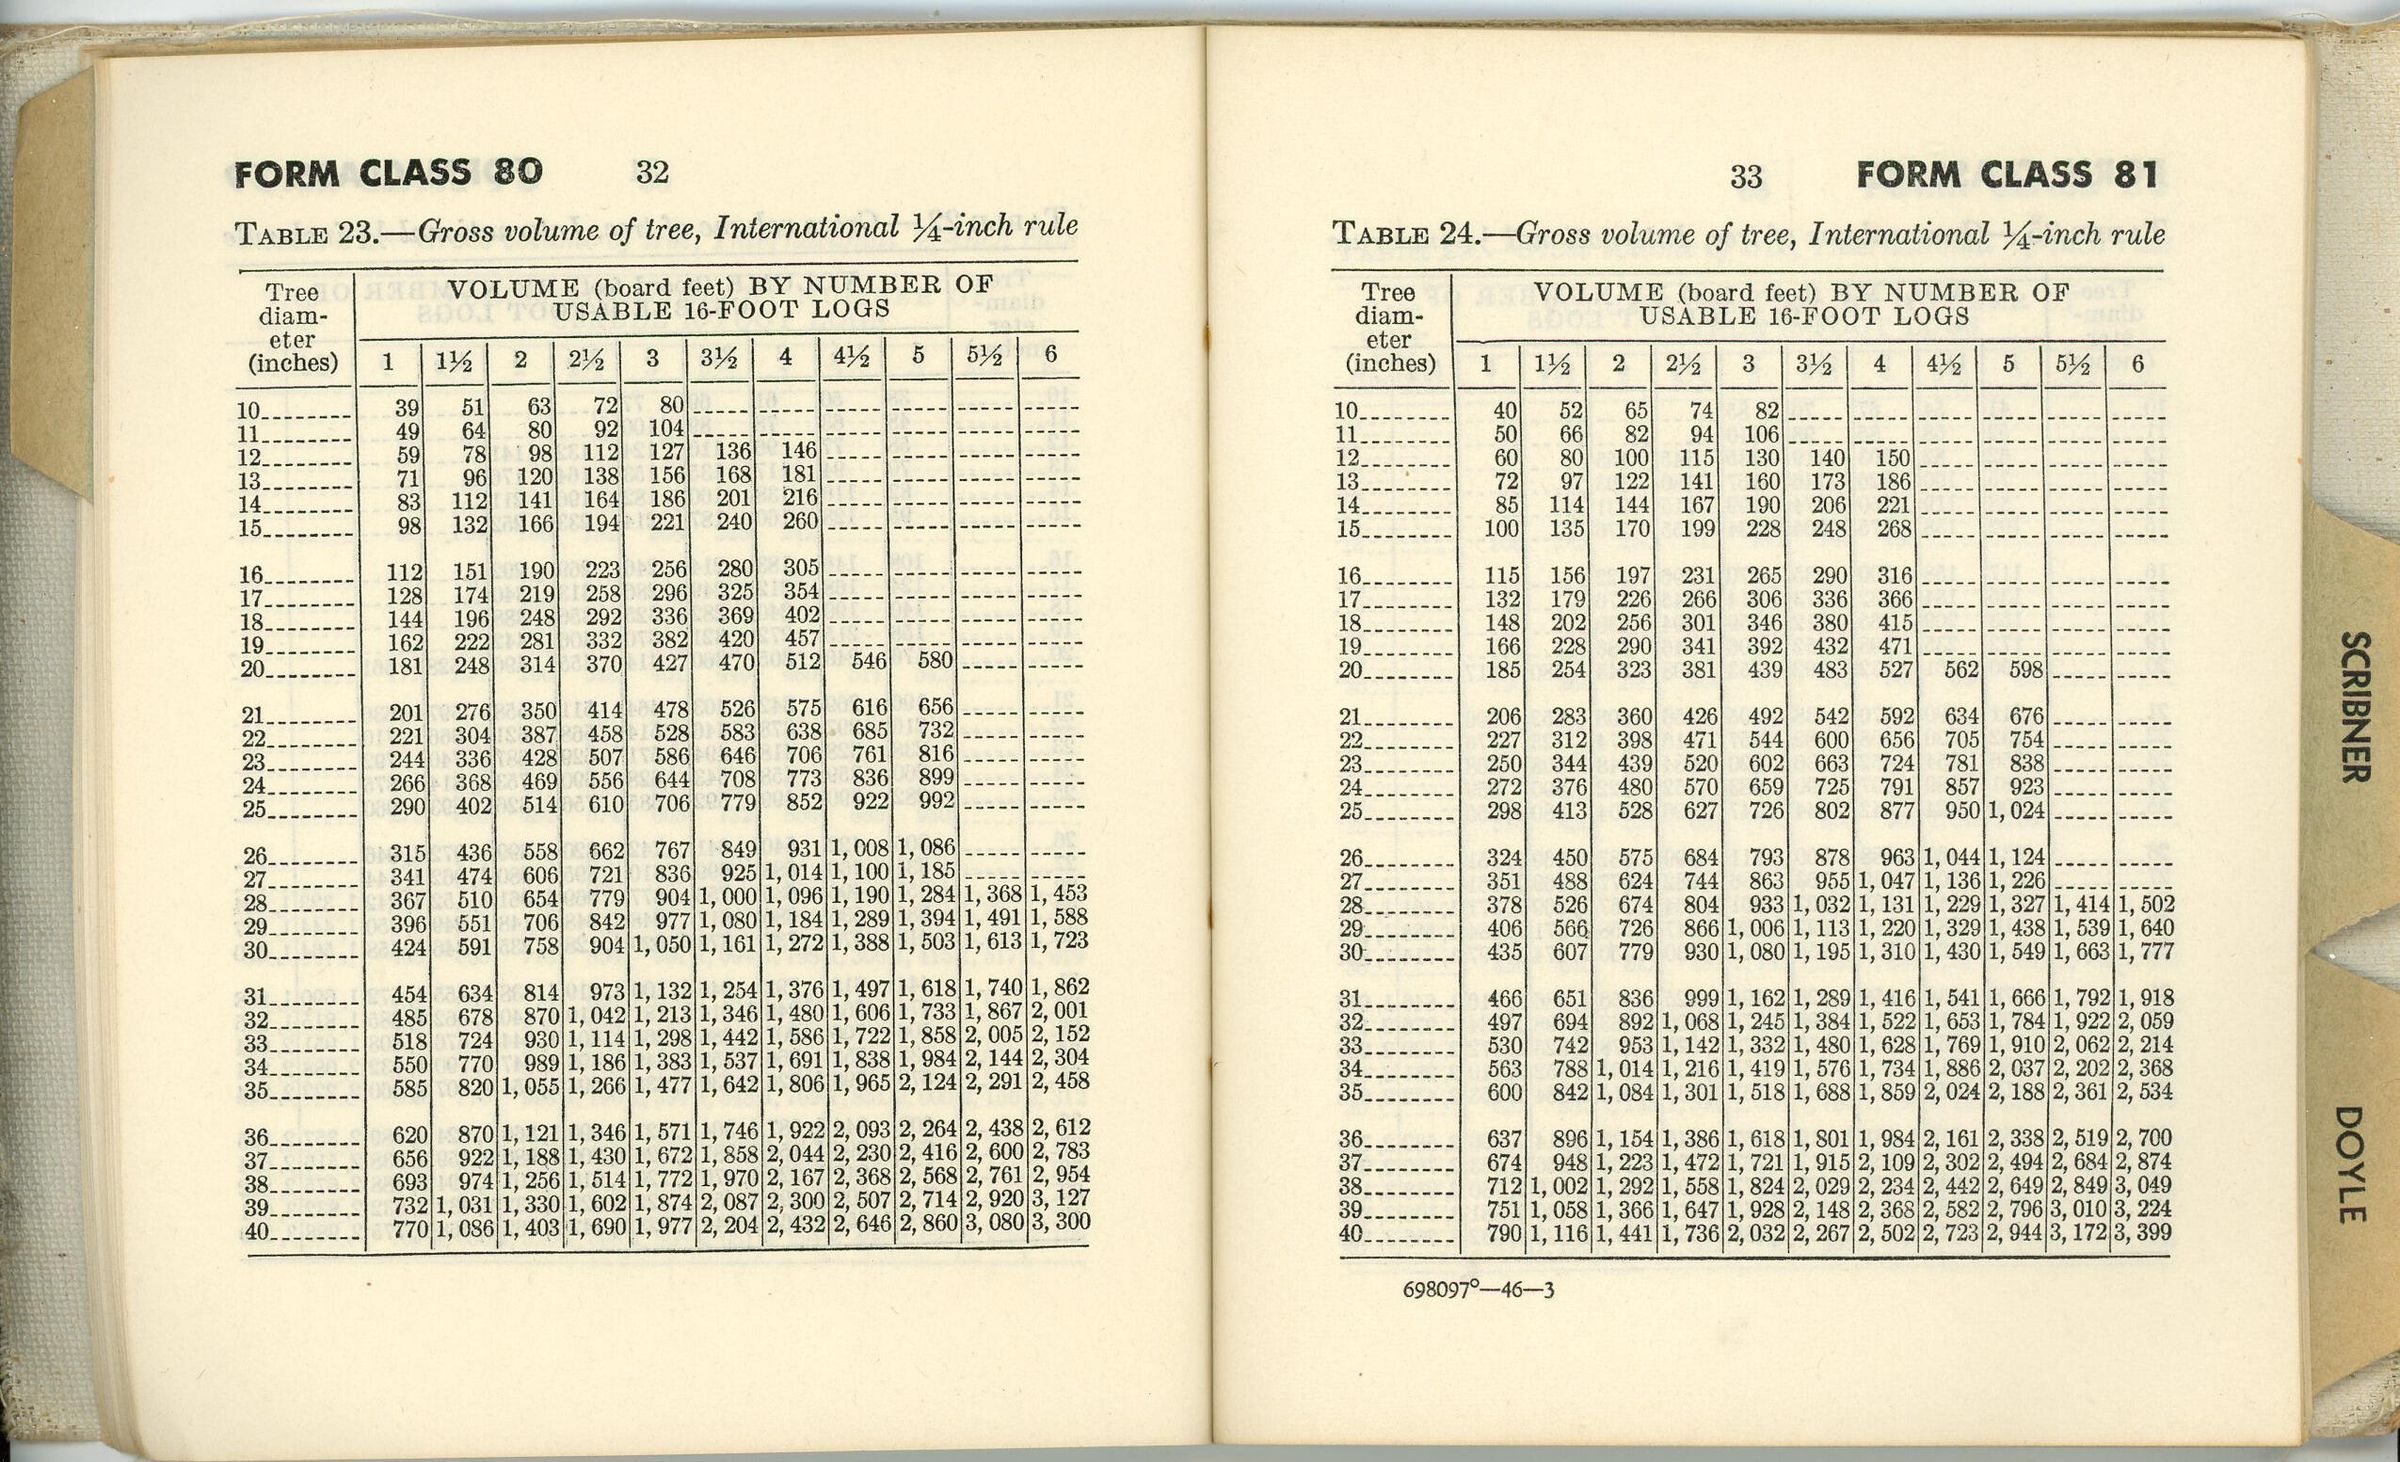 FORM CLASS 80 32
TABLE 23.—Gross volume of tree, International ¼-inch rule
Tree diam-eter (inches) VOLUME (board feet) BY NUMBER OF
USABLE 16-FOOT LOGS
1 1½ 2 2½ 3 3½ 4 4½ 5 5½ 6
10 39 51 63 72 80
11 49 64 80 92 104
12 59 78 98 112 127 136 146
13 71 96 120 138 156 168 181
14 83 112 141 164 186 201 216
15 98 132 166 194 221 240 260
16 112 151 190 223 256 280 305
17 128 174 219 258 296 325 354
18 144 196 248 292 336 369 402
19 162 222 281 332 382 420 457
20 181 248 314 370 427 470 512 546 580
21 201 276 350 414 478 526 575 616 656
22 221 304 387 458 528 583 638 685 732
23 244 336 428 507 586 646 706 761 816
24 266 368 469 556 644 708 773 836 899
25 290 402 514 610 706 779 852 922 992
26 315 436 558 662 767 849 931 1,008 1,086
27 341 474 606 721 836 925 1,014 1,100 1,185
28 367 510 654 779 904 1,000 1,096 1,190 1,284 1,368 1,453
29 396 551 706 842 977 1,080 1,184 1,289 1,394 1,491 1,588
30 424 591 758 904 1,050 1,161 1,272 1,388 1,503 1,613 1,723
31 454 634 814 973 1,132 1,254 1,376 1,497 1,618 1,740 1,862
32 485 678 870 1,042 1,213 1,346 1,480 1,606 1,733 1,867 2,001
33 518 724 930 1,114 1,298 1,442 1,586 1,722 1,858 2,005 2,152
34 550 770 989 1,186 1,383 1,537 1,691 1,838 1,984 2,144 2,304
35 585 820 1,055 1,266 1,477 1,642 1,806 1,965 2,124 2,291 2,458
36 620 870 1,121 1,346 1,571 1,746 1,922 2,093 2,264 2,438 2,612
37 656 922 1,188 1,430 1,672 1,858 2,044 2,230 2,416 2,600 2,783
38 693 974 1,256 1,514 1,772 1,970 2,167 2,368 2,568 2,761 2,954
39 732 1,031 1,330 1,602 1,874 2,087 2,300 2,507 2,714 2,920 3,127
40 770 1,086 1,403 1,690 1,977 2,204 2,432 2,646 2,860 3,080 3,300
33 FORM CLASS 81
TABLE 24.—Gross volume of tree, International ¼-inch rule
Tree diam-eter (inches) VOLUME (board feet) BY NUMBER OF
USABLE 16-FOOT LOGS
1 1½ 2 2½ 3 3½ 4 4½ 5 5½ 6
10 40 52 65 74 82
11 50 66 82 94 106
12 60 80 100 115 130 140 150
13 72 97 122 141 160 173 186
14 85 114 144 167 190 206 221
15 100 135 170 199 228 248 268
16 115 156 197 231 265 290 316
17 132 179 226 266 306 336 366
18 148 202 256 301 346 380 415
19 166 228 290 341 392 432 471
20 185 254 323 381 439 483 527 562 598
21 206 283 360 426 492 542 592 634 676
22 227 312 398 471 544 600 656 705 754
23 250 344 439 520 602 663 724 781 838
24 272 376 480 570 659 725 791 857 923
25 298 413 528 627 726 802 877 950 1,024
26 324 450 575 684 793 878 963 1,044 1,124
27 351 488 624 744 863 955 1,047 1,136 1,226
28 378 526 674 804 933 1,032 1,131 1,229 1,327 1,414 1,502
29 406 566 726 866 1,006 1,113 1,220 1,329 1,438 1,539 1,640
30 435 607 779 930 1,080 1,195 1,310 1,430 1,549 1,663 1,777
31 466 651 836 999 1,162 1,289 1,416 1,541 1,666 1,792 1,918
32 497 694 892 1,068 1,245 1,384 1,522 1,653 1,784 1,922 2,059
33 530 742 953 1,142 1,332 1,480 1,628 1,769 1,910 2,062 2,214
34 563 788 1,014 1,216 1,419 1,576 1,734 1,886 2,037 2,202 2,368
35 600 842 1,084 1,301 1,518 1,688 1,859 2,024 2,188 2,361 2,534
36 637 896 1,154 1,386 1,618 1,801 1,984 2,161 2,338 2,519 2,700
37 674 948 1,223 1,472 1,721 1,915 2,109 2,302 2,494 2,684 2,874
38 712 1,002 1,292 1,558 1,824 2,029 2,234 2,442 2,649 2,849 3,049
39 751 1,058 1,366 1,647 1,928 2,148 2,368 2,582 2,796 3,010 3,224
40 790 1,116 1,441 1,736 2,032 2,267 2,502 2,723 2,944 3,172 3,399
698097°—46—3
SCRIBNER
DOYLE